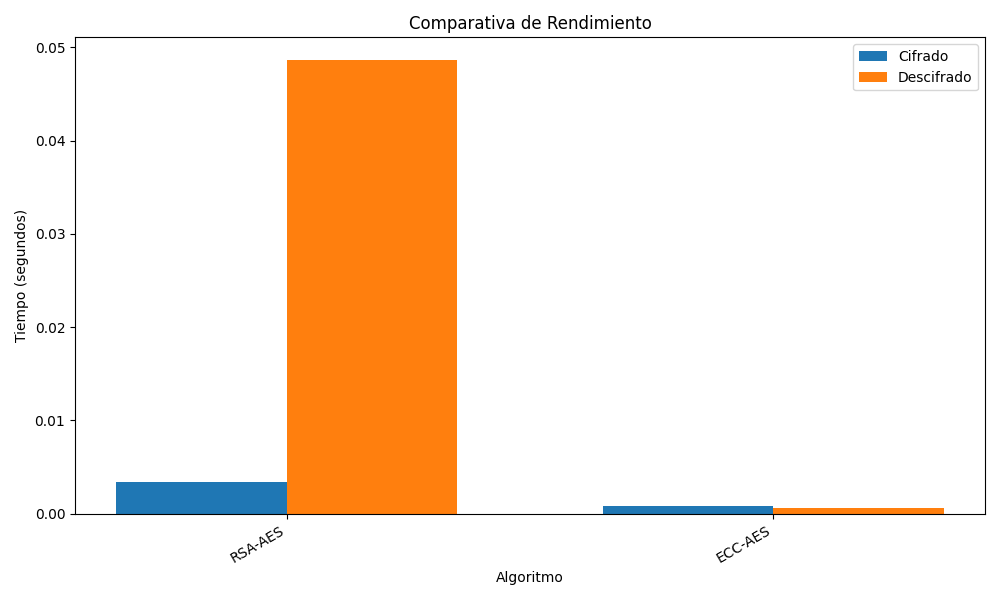 Comparativa de Rendimiento
Cifrado
Descifrado
Tiempo (segundos)
0.05
0.04
0.03
0.02
0.01
0.00
RSA-AES
ECC-AES
Algoritmo